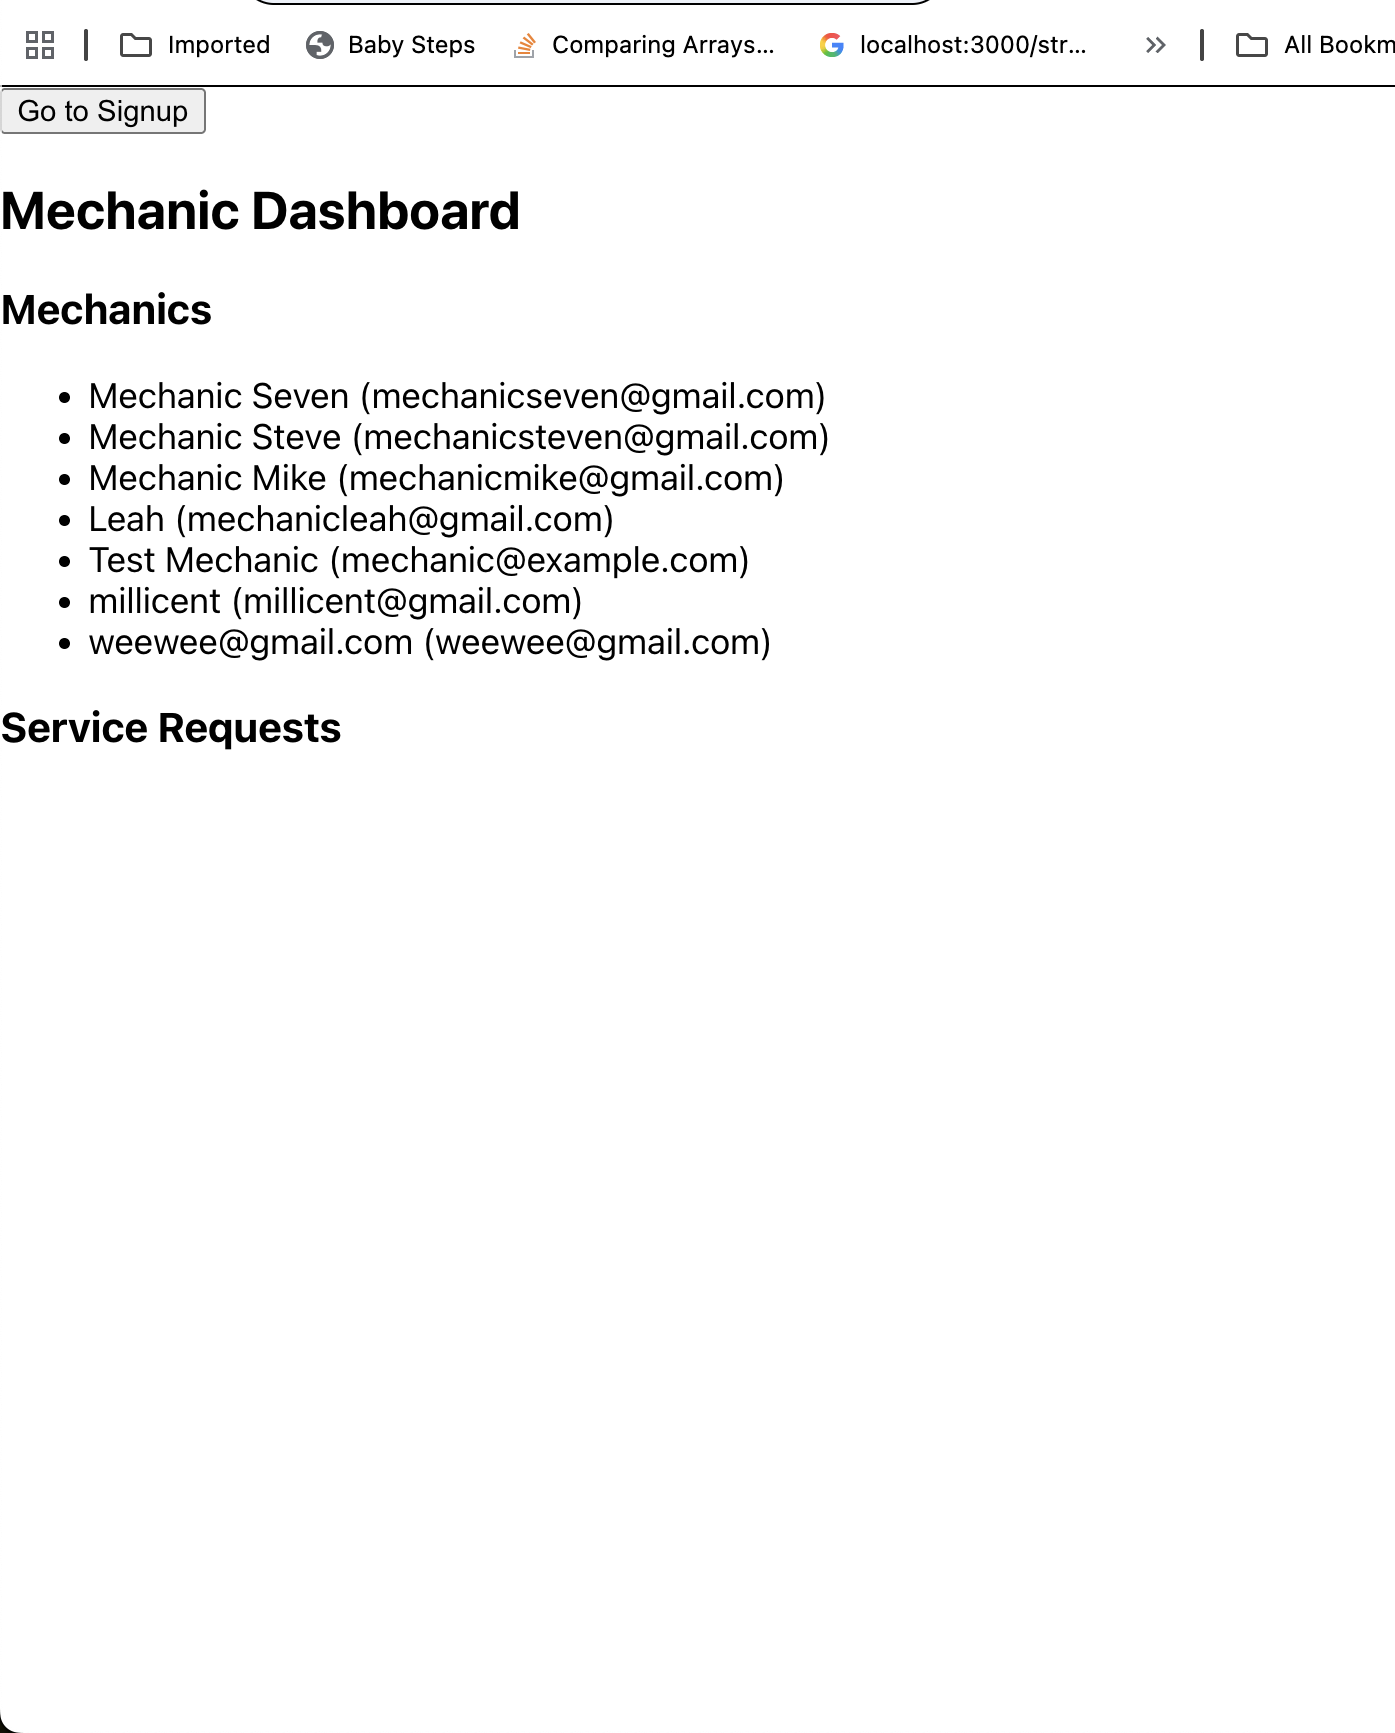 Imported Baby Steps Comparing Arrays... localhost:3000/str... All Bookm
Go to Signup
Mechanic Dashboard
Mechanics
Mechanic Seven (mechanicseven@gmail.com)
Mechanic Steve (mechanicsteven@gmail.com)
Mechanic Mike (mechanicmike@gmail.com)
Leah (mechanicleah@gmail.com)
Test Mechanic (mechanic@example.com)
millicent (millicent@gmail.com)
weewee@gmail.com (weewee@gmail.com)
Service Requests